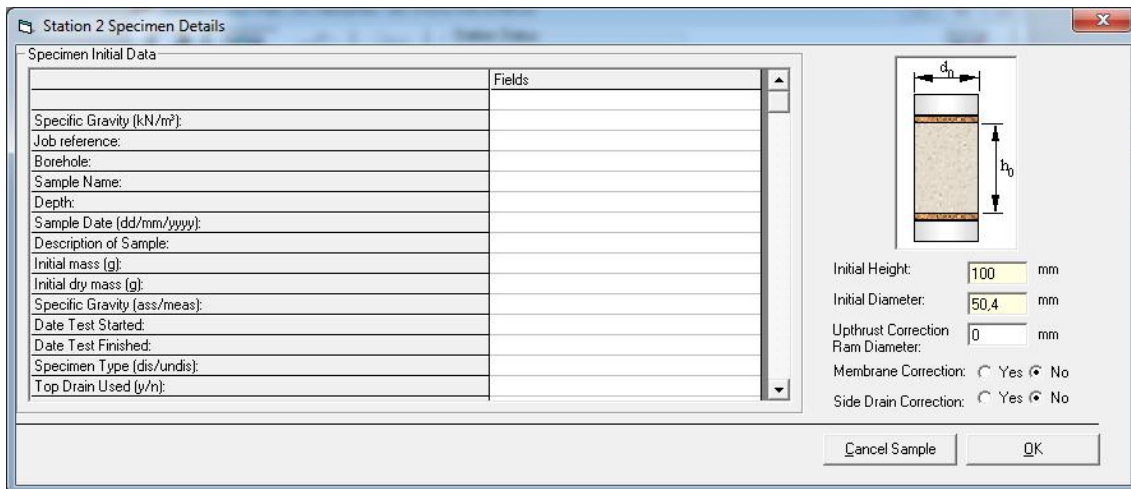 Station 2 Specimen Details
Specimen Initial Data
Fields
Specific Gravity (kN/m³):
Job reference:
Borehole:
Sample Name:
Depth:
Sample Date (dd/mm/yyyy):
Description of Sample:
Initial mass (g):
Initial dry mass (g):
Specific Gravity (ass/meas):
Date Test Started:
Date Test Finished:
Specimen Type (dis/undis):
Top Drain Used (y/n):
d0
h0
Initial Height: 100 mm
Initial Diameter: 50,4 mm
Upthrust Correction
Ram Diameter: 0 mm
Membrane Correction: Yes No
Side Drain Correction: Yes No
Cancel Sample OK